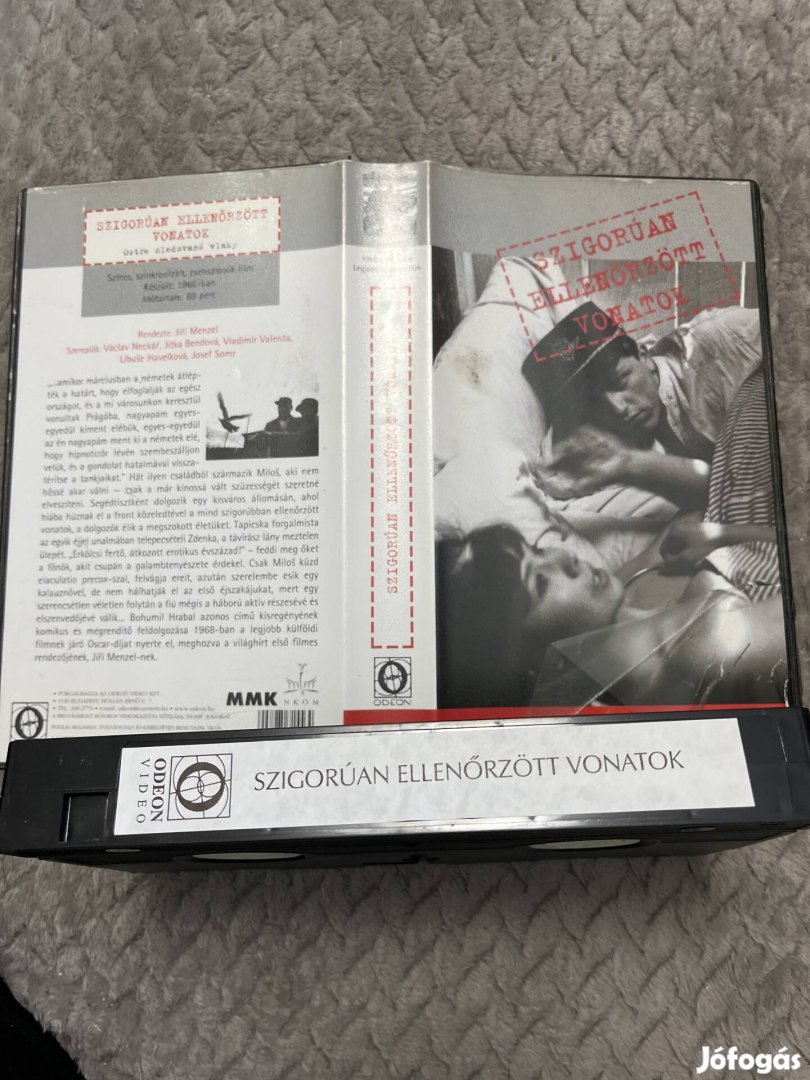 SZIGORÚAN ELLENŐRZÖTT
VONATOK
Ostře sledované vlaky
Színes, szinkronizált, csehszlovák film
Készült: 1966-ban
Időtartam: 89 perc
Rendezte: Jiří Menzel
Szereplők: Václav Neckář, Jitka Bendová, Vladimír Valenta,
Libuše Havelková, Josef Somr
„...amikor márciusban a németek átlép-
ték a határt, hogy elfoglalják az egész
országot, és a mi városunkon keresztül
vonultak Prágába, nagyapám egyes-
egyedül kiment elébük, egyes-egyedül
az én nagyapám ment ki a németek elé,
hogy hipnotizőr lévén szembeszálljon
velük, és a gondolat hatalmával vissza-
térítse a tankjaikat." Hát ilyen családból származik Miloš, aki nem
hőssé akar válni – csak a már kínossá vált szüzességét szeretné
elveszíteni. Segédtisztként dolgozik egy kisváros állomásán, ahol
hiába húznak el a front közeledtével a mind szigorúbban ellenőrzött
vonatok, a dolgozók élik a megszokott életüket. Tapicska forgalmista
az egyik éjjel unalmában telepecsételi Zdenka, a távírász lány meztelen
ülepét. „Erkölcsi fertő, átkozott erotikus évszázad!" – feddi meg őket
a főnök, akit csupán a galambtenyészete érdekel. Csak Miloš küzd
eiaculatio precox-szal, felvágja ereit, azután szerelembe esik egy
kalauznővel, de nem hálhatják el az első éjszakájukat, mert egy
szerencsétlen véletlen folytán a fiú mégis a háború aktív részesévé és
elszenvedőjévé válik... Bohumil Hrabal azonos című kisregényének
komikus és megrendítő feldolgozása 1968-ban a legjobb külföldi
filmnek járó Oscar-díjat nyerte el, meghozva a világhírt első filmes
rendezőjének, Jiří Menzel-nek.
• FORGALMAZZA AZ ODEON VIDEO KFT.
MMK
NKÖM
SZIGORÚAN ELLENŐRZÖTT
ODEON
SZIGORÚAN
ELLENŐRZÖTT
VONATOK
ODEON
VIDEO
SZIGORÚAN ELLENŐRZÖTT VONATOK
Jófogás